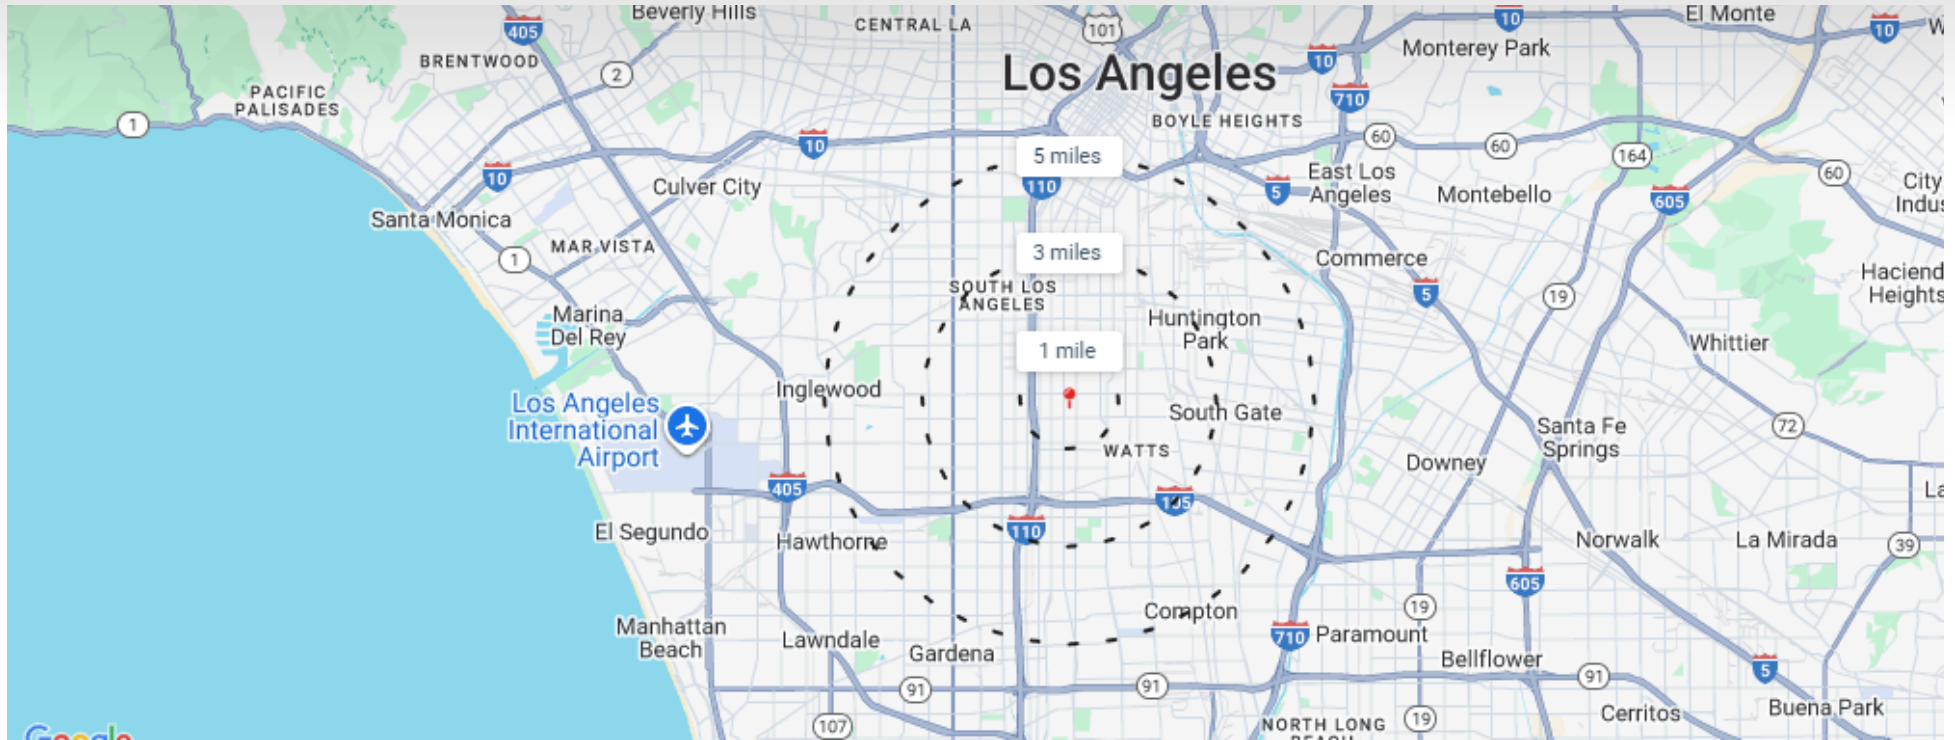 Beverly Hills
CENTRAL LA
101
10
El Monte
10
405
BRENTWOOD
2
Los Angeles
10
Monterey Park
710
PACIFIC
PALISADES
1
BOYLE HEIGHTS
60
60
10
5 miles
164
10
110
5
East Los
Angeles
Montebello
605
60
City
Culver City
Santa Monica
MAR VISTA
1
3 miles
Commerce
SOUTH LOS
ANGELES
5
19
Marina
Del Rey
Huntington
Park
1 mile
Whittier
Inglewood
Los Angeles
International
Airport
South Gate
WATTS
Santa Fe
Springs
72
Downey
405
105
110
El Segundo
Hawthorne
Norwalk
La Mirada
39
605
Compton
19
Manhattan
Beach
Lawndale
Gardena
710
Paramount
Bellflower
91
91
91
5
107
NORTH LONG
BEACH
19
Cerritos
Buena Park
Google